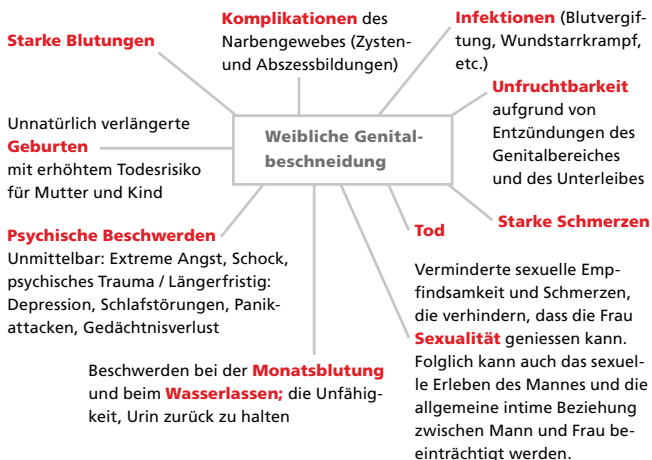 Komplikationen des
Narbengewebes (Zysten-
und Abszessbildungen)
Infektionen (Blutvergif-
tung, Wundstarrkrampf,
etc.)
Starke Blutungen
Unfruchtbarkeit
aufgrund von
Entzündungen des
Genitalbereiches
und des Unterleibes
Unnatürlich verlängerte
Geburten
mit erhöhtem Todesrisiko
für Mutter und Kind
Weibliche Genital-
beschneidung
Starke Schmerzen
Tod
Psychische Beschwerden
Unmittelbar: Extreme Angst, Schock,
psychisches Trauma / Längerfristig:
Depression, Schlafstörungen, Panik-
attacken, Gedächtnisverlust
Verminderte sexuelle Emp-
findsamkeit und Schmerzen,
die verhindern, dass die Frau
Sexualität geniessen kann.
Folglich kann auch das sexuel-
le Erleben des Mannes und die
allgemeine intime Beziehung
zwischen Mann und Frau be-
einträchtigt werden.
Beschwerden bei der Monatsblutung
und beim Wasserlassen; die Unfähig-
keit, Urin zurück zu halten